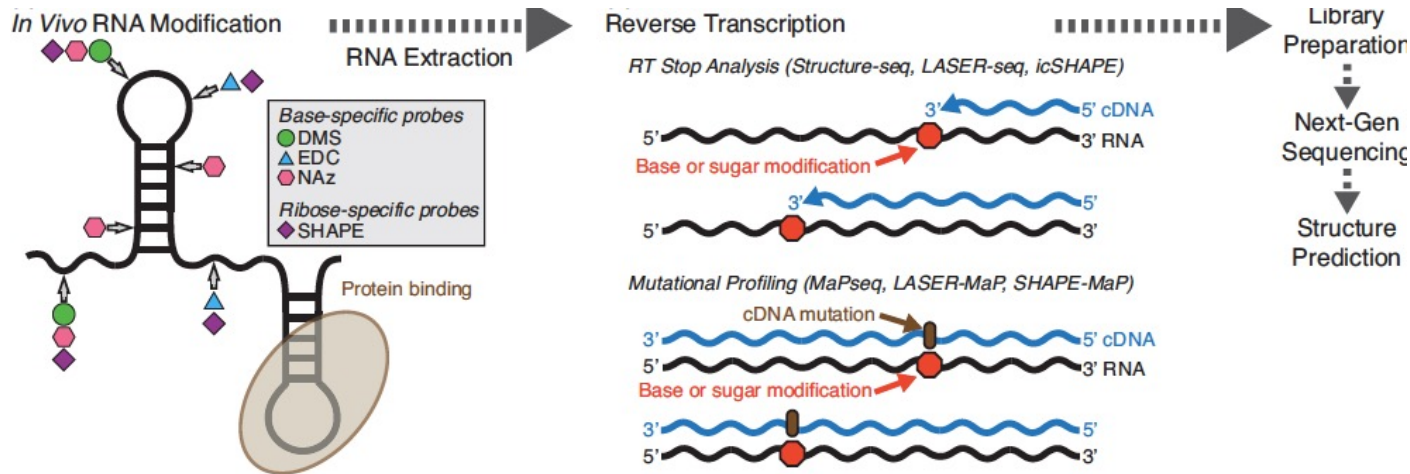 In Vivo RNA Modification
RNA Extraction
Reverse Transcription
Library
Preparation
Next-Gen
Sequencing
Structure
Prediction
Base-specific probes
DMS
EDC
NAz
Ribose-specific probes
SHAPE
Protein binding
RT Stop Analysis (Structure-seq, LASER-seq, icSHAPE)
3’ 5’ cDNA
5’ 3’ RNA
Base or sugar modification
3’ 5’
5’ 3’
Mutational Profiling (MaPseq, LASER-MaP, SHAPE-MaP)
cDNA mutation
3’ 5’ cDNA
5’ 3’ RNA
Base or sugar modification
3’ 5’
5’ 3’